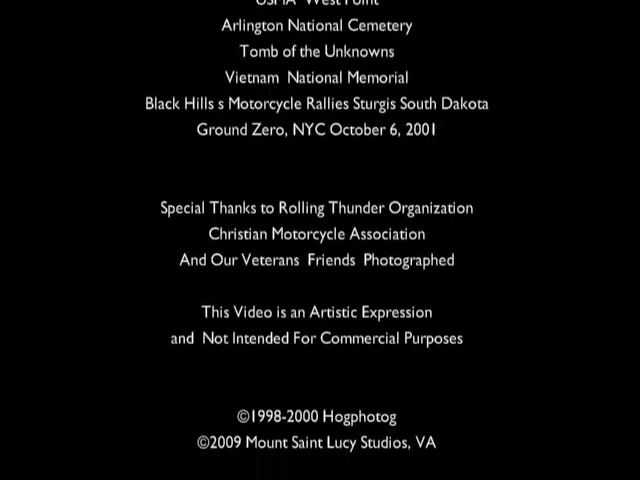 USMA West Point
Arlington National Cemetery
Tomb of the Unknowns
Vietnam National Memorial
Black Hills s Motorcycle Rallies Sturgis South Dakota
Ground Zero, NYC October 6, 2001
Special Thanks to Rolling Thunder Organization
Christian Motorcycle Association
And Our Veterans Friends Photographed
This Video is an Artistic Expression
and Not Intended For Commercial Purposes
©1998-2000 Hogphotog
©2009 Mount Saint Lucy Studios, VA